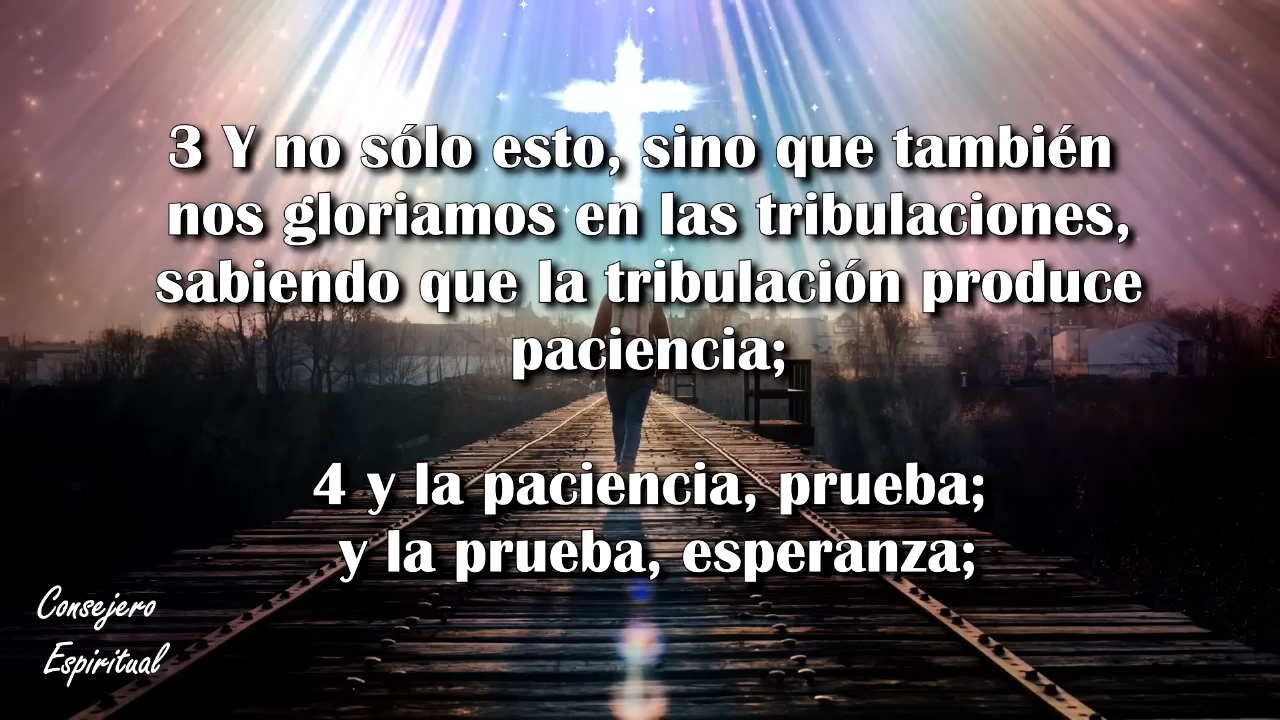 3 Y no sólo esto, sino que también
nos gloriamos en las tribulaciones,
sabiendo que la tribulación produce
paciencia;
4 y la paciencia, prueba;
y la prueba, esperanza;
Consejero
Espiritual